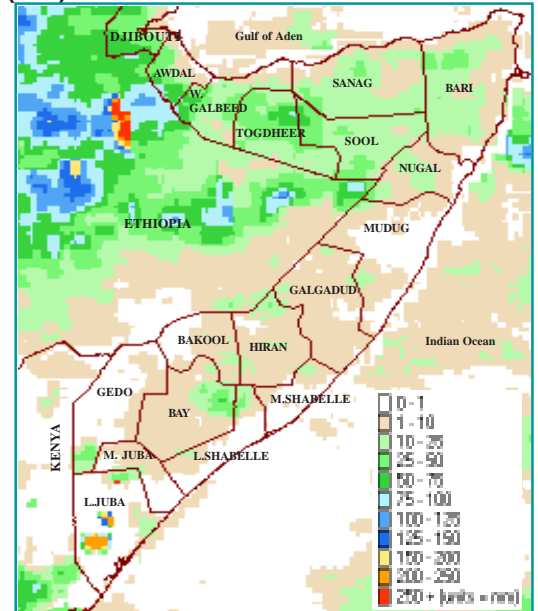 DJIBOUTI
Gulf of Aden
AWDAL
SANAG
BARI
W.
GALBEED
TOGDHEER
SOOL
NUGAL
ETHIOPIA
MUDUG
GALGADUD
BAKOOL
HIRAN
Indian Ocean
GEDO
M.SHABELLE
BAY
KENYA
M. JUBA
L.SHABELLE
L.JUBA
0 - 1
1 - 10
10 - 25
25 - 50
50 - 75
75 - 100
100 - 125
125 - 150
150 - 200
200 - 250
250 + (units = mm)